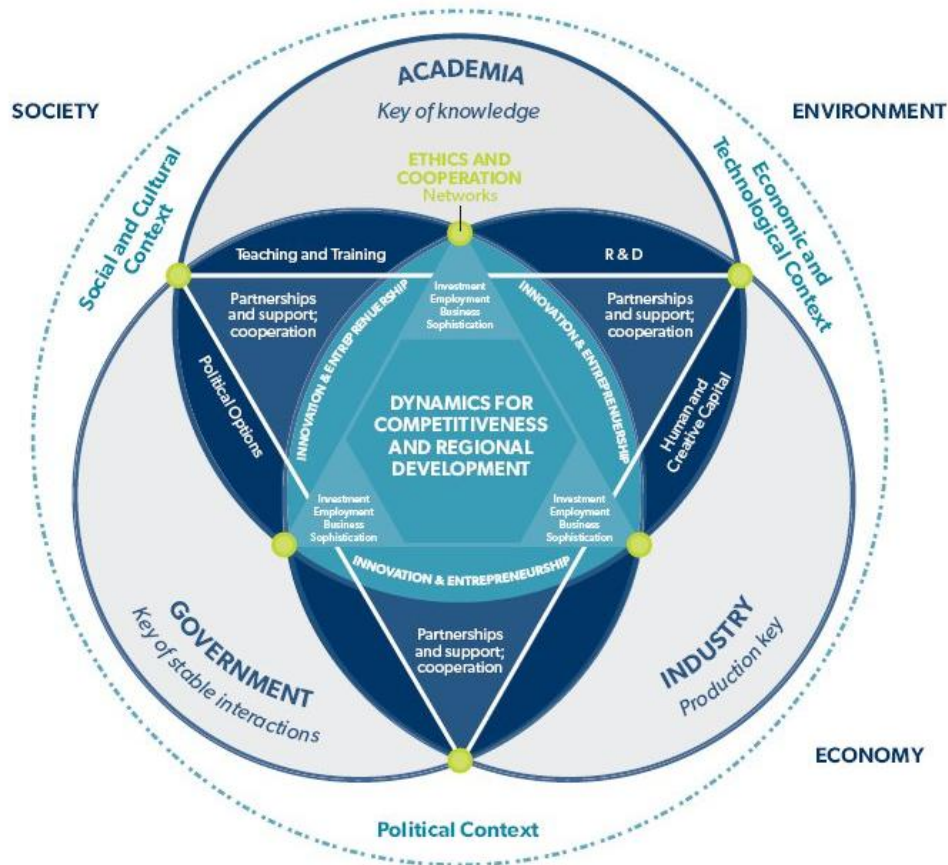 ACADEMIA
Key of knowledge
SOCIETY
ENVIRONMENT
ETHICS AND
COOPERATION
Networks
Social and Cultural
Context
Economic and
Technological Context
Teaching and Training
R & D
Partnerships
and support;
cooperation
Investment
Employment
Business
Sophistication
Partnerships
and support;
cooperation
INNOVATION & ENTREPRENUERSHIP
INNOVATION & ENTREPRENUERSHIP
Political Options
Human and
Creative Capital
DYNAMICS FOR
COMPETITIVENESS
AND REGIONAL
DEVELOPMENT
Investment
Employment
Business
Sophistication
Investment
Employment
Business
Sophistication
INNOVATION & ENTREPRENEURSHIP
Partnerships
and support;
cooperation
GOVERNMENT
Key of stable interactions
INDUSTRY
Production key
ECONOMY
Political Context